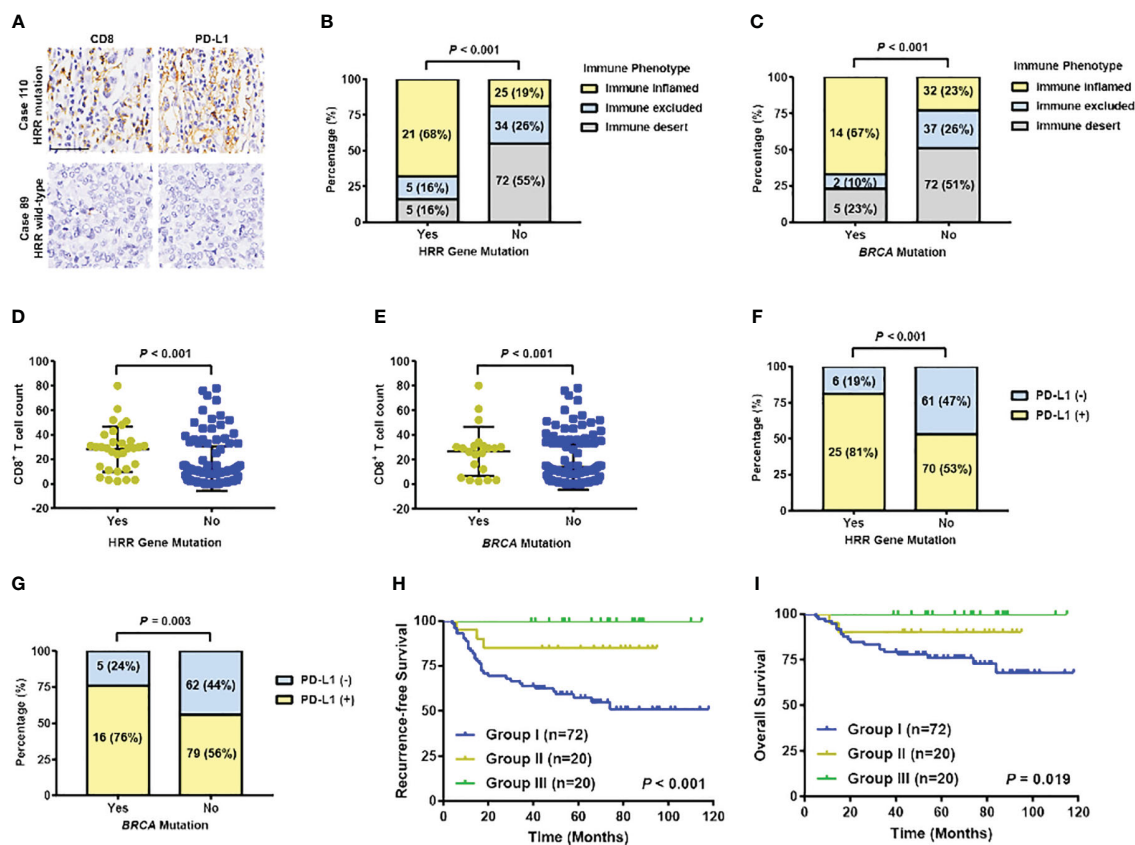 A
CD8
PD-L1
Case 110
HRR mutation
Case 89
HRR wild-type
B
P < 0.001
Percentage (%)
100
75
50
25
0
21 (68%)
5 (16%)
5 (16%)
25 (19%)
34 (26%)
72 (55%)
Yes
No
HRR Gene Mutation
Immune Phenotype
Immune inflamed
Immune excluded
Immune desert
C
P < 0.001
Percentage (%)
100
75
50
25
0
14 (67%)
2 (10%)
5 (23%)
32 (23%)
37 (26%)
72 (51%)
Yes
No
BRCA Mutation
Immune Phenotype
Immune inflamed
Immune excluded
Immune desert
D
P < 0.001
CD8+ T cell count
100
80
60
40
20
0
-20
Yes
No
HRR Gene Mutation
E
P < 0.001
CD8+ T cell count
100
80
60
40
20
0
-20
Yes
No
BRCA Mutation
F
P < 0.001
Percentage (%)
100
75
50
25
0
6 (19%)
25 (81%)
61 (47%)
70 (53%)
Yes
No
HRR Gene Mutation
PD-L1 (-)
PD-L1 (+)
G
P = 0.003
Percentage (%)
100
75
50
25
0
5 (24%)
16 (76%)
62 (44%)
79 (56%)
Yes
No
BRCA Mutation
PD-L1 (-)
PD-L1 (+)
H
Recurrence-free Survival
100
75
50
25
0
Group I (n=72)
Group II (n=20)
Group III (n=20)
P < 0.001
0 20 40 60 80 100 120
Time (Months)
I
Overall Survival
100
75
50
25
0
Group I (n=72)
Group II (n=20)
Group III (n=20)
P = 0.019
0 20 40 60 80 100 120
Time (Months)